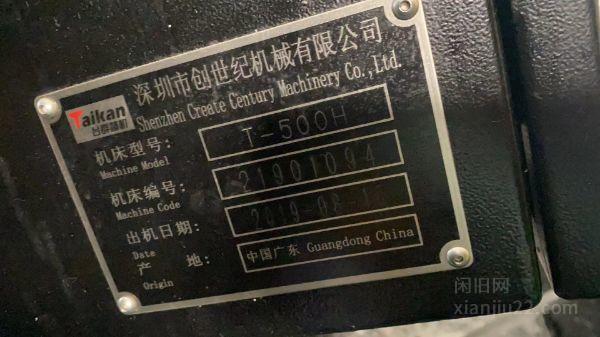 Taikan
台群精机
深圳市创世纪机械有限公司
Shenzhen Create Century Machinery Co.,Ltd.
机床型号: T-500H
Machine Model
机床编号: 21901094
Machine Code
出机日期:
Date
产 地: 中国广东 Guangdong China
Origin
闲旧网
xianjiu22.com